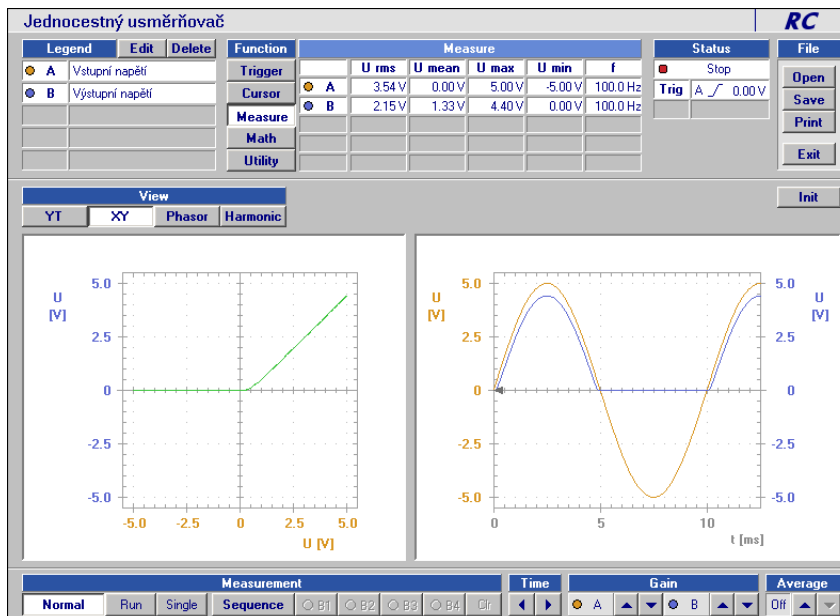 Jednocestný usměrňovač
RC
Legend Edit Delete
A Vstupní napětí
B Výstupní napětí
Function
Trigger
Cursor
Measure
Math
Utility
Measure
U rms U mean U max U min f
A 3.54 V 0.00 V 5.00 V -5.00 V 100.0 Hz
B 2.15 V 1.33 V 4.40 V 0.00 V 100.0 Hz
Status
Stop
Trig A 0.00 V
File
Open
Save
Print
Exit
Init
View
YT XY Phasor Harmonic
U
[V]
5.0
2.5
0
-2.5
-5.0
-5.0 -2.5 0 2.5 5.0
U [V]
U
[V]
5.0
2.5
0
-2.5
-5.0
0 5 10
t [ms]
U
[V]
5.0
2.5
0
-2.5
-5.0
Measurement
Normal Run Single Sequence B1 B2 B3 B4 Clr
Time
Gain
A B
Average
Off